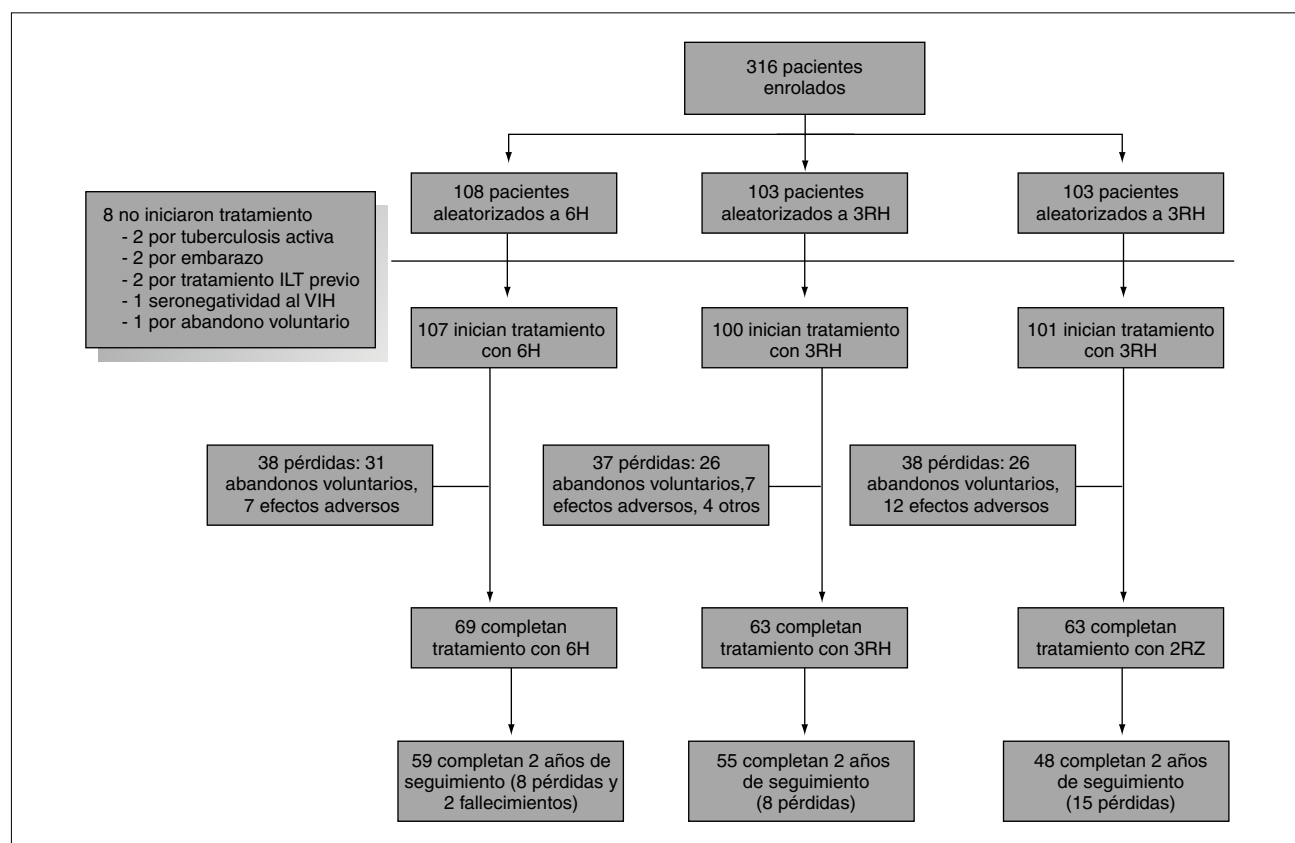 316 pacientes
enrolados
108 pacientes
aleatorizados a 6H
103 pacientes
aleatorizados a 3RH
103 pacientes
aleatorizados a 3RH
8 no iniciaron tratamiento
- 2 por tuberculosis activa
- 2 por embarazo
- 2 por tratamiento ILT previo
- 1 seronegatividad al VIH
- 1 por abandono voluntario
107 inician tratamiento
con 6H
100 inician tratamiento
con 3RH
101 inician tratamiento
con 3RH
38 pérdidas: 31
abandonos voluntarios,
7 efectos adversos
37 pérdidas: 26
abandonos voluntarios,7
efectos adversos, 4 otros
38 pérdidas: 26
abandonos voluntarios,
12 efectos adversos
69 completan
tratamiento con 6H
63 completan
tratamiento con 3RH
63 completan
tratamiento con 2RZ
59 completan 2 años de
seguimiento (8 pérdidas y
2 fallecimientos)
55 completan 2 años
de seguimiento
(8 pérdidas)
48 completan 2 años
de seguimiento
(15 pérdidas)